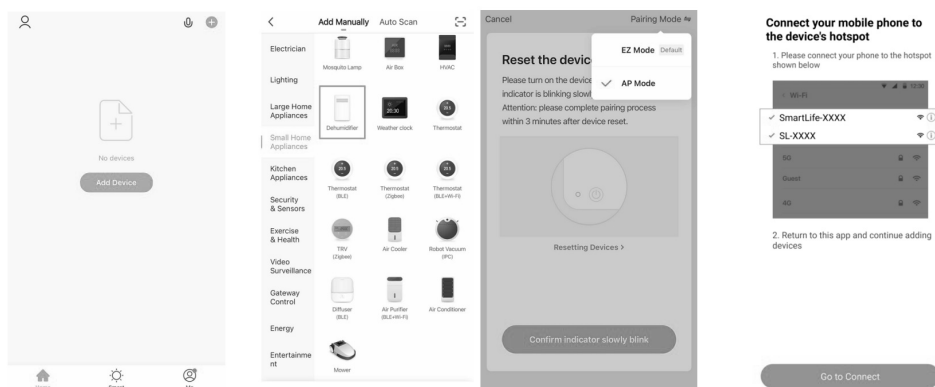 No devices
Add Device
Home
Smart
Me
Add Manually
Auto Scan
Electrician
Lighting
Large Home
Appliances
Small Home
Appliances
Kitchen
Appliances
Security
& Sensors
Exercise
& Health
Video
Surveillance
Gateway
Control
Energy
Entertainme
nt
Mosquito Lamp
Air Box
HVAC
Dehumidifier
20:30
Weather clock
Thermostat
Thermostat
(BLE)
Thermostat
(Zigbee)
Thermostat
(BLE+Wi-Fi)
TRV
(Zigbee)
Air Cooler
Robot Vacuum
(IPC)
Diffuser
(BLE)
Air Purifier
(BLE+Wi-Fi)
Air Conditioner
Mower
Cancel
Pairing Mode
EZ Mode Default
AP Mode
Reset the devic
Please turn on the device
indicator is blinking slow
Attention: please complete pairing process
within 3 minutes after device reset.
Resetting Devices >
Confirm indicator slowly blink
Connect your mobile phone to
the device's hotspot
1. Please connect your phone to the hotspot
shown below
Wi-Fi
SmartLife-XXXX
SL-XXXX
5G
Guest
4G
2. Return to this app and continue adding
devices
Go to Connect